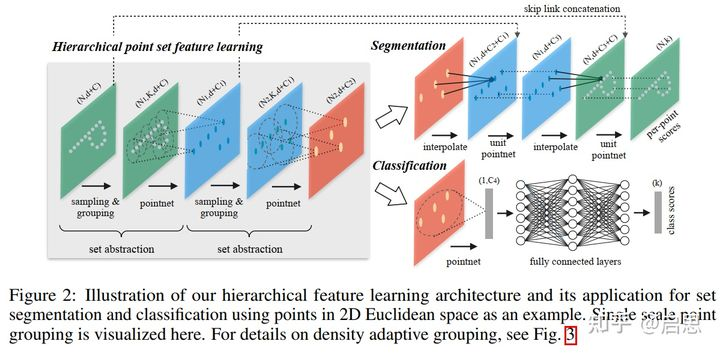 skip link concatenation
Hierarchical point set feature learning
Segmentation
(N,d+C)
(N1,K,d+C)
(N1,d+C1)
(N2,K,d+C1)
(N2,d+C2)
(N1,d+C2+C1)
(N1,d+C3)
(N,d+C3+C)
(N,k)
per-point
scores
interpolate
unit
pointnet
interpolate
unit
pointnet
sampling &
grouping
pointnet
sampling &
grouping
pointnet
set abstraction
set abstraction
Classification
(1,C4)
(k)
class scores
pointnet
fully connected layers
Figure 2: Illustration of our hierarchical feature learning architecture and its application for set
segmentation and classification using points in 2D Euclidean space as an example. Single scale point
grouping is visualized here. For details on density adaptive grouping, see Fig. 3
知乎 @启思